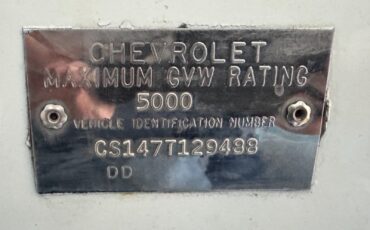 CHEVROLET
MAXIMUM GVW RATING
5000
VEHICLE IDENTIFICATION NUMBER
CS147T129488
DD